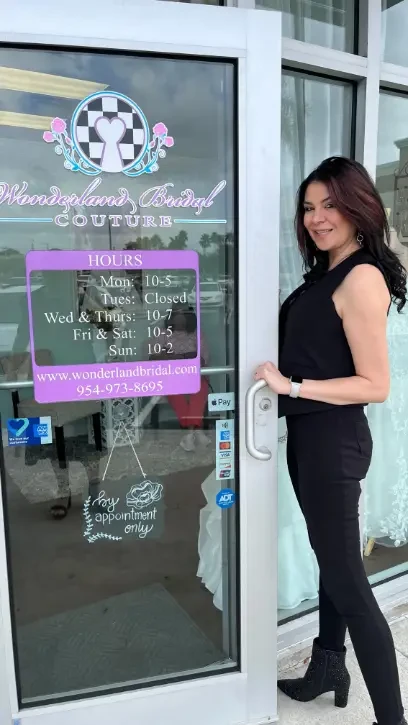 Wonderland Bridal
COUTURE
HOURS
Mon: 10-5
Tues: Closed
Wed & Thurs: 10-7
Fri & Sat: 10-5
Sun: 10-2
www.wonderlandbridal.com
954-973-8695
Pay
ADT
by
appointment
only